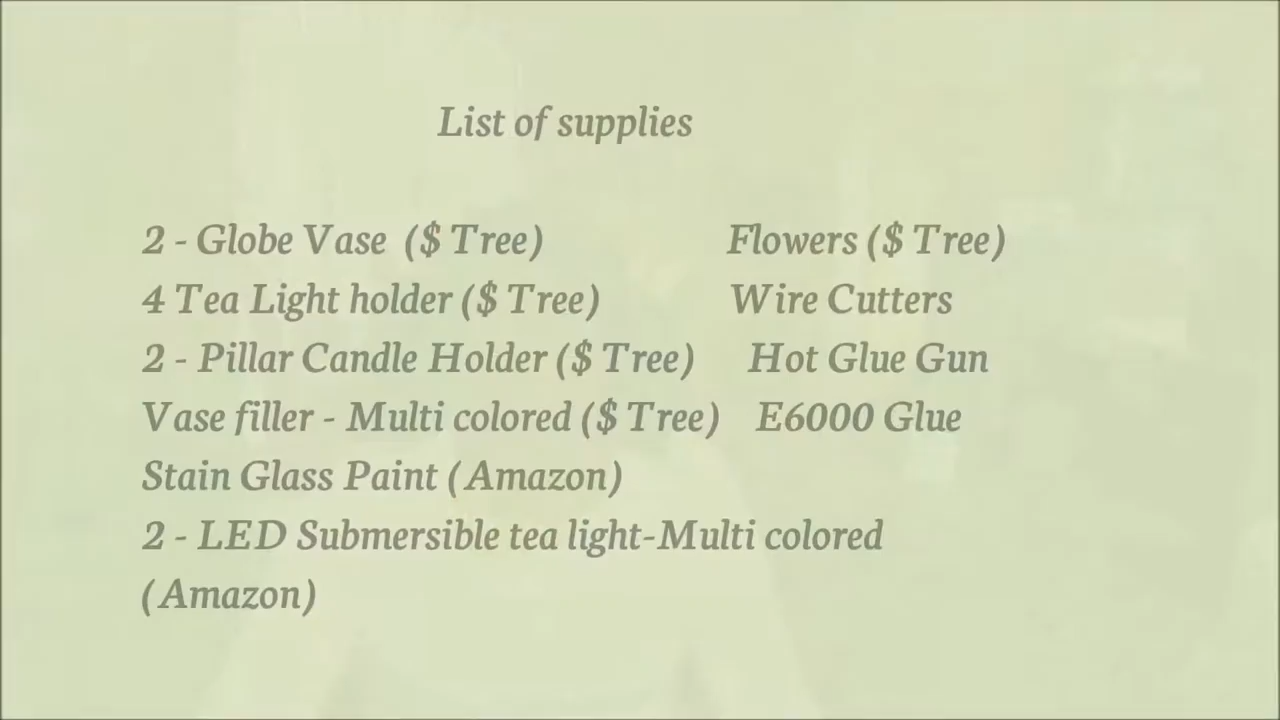 List of supplies
2 - Globe Vase ($ Tree) Flowers ($ Tree)
4 Tea Light holder ($ Tree) Wire Cutters
2 - Pillar Candle Holder ($ Tree) Hot Glue Gun
Vase filler - Multi colored ($ Tree) E6000 Glue
Stain Glass Paint (Amazon)
2 - LED Submersible tea light-Multi colored
(Amazon)